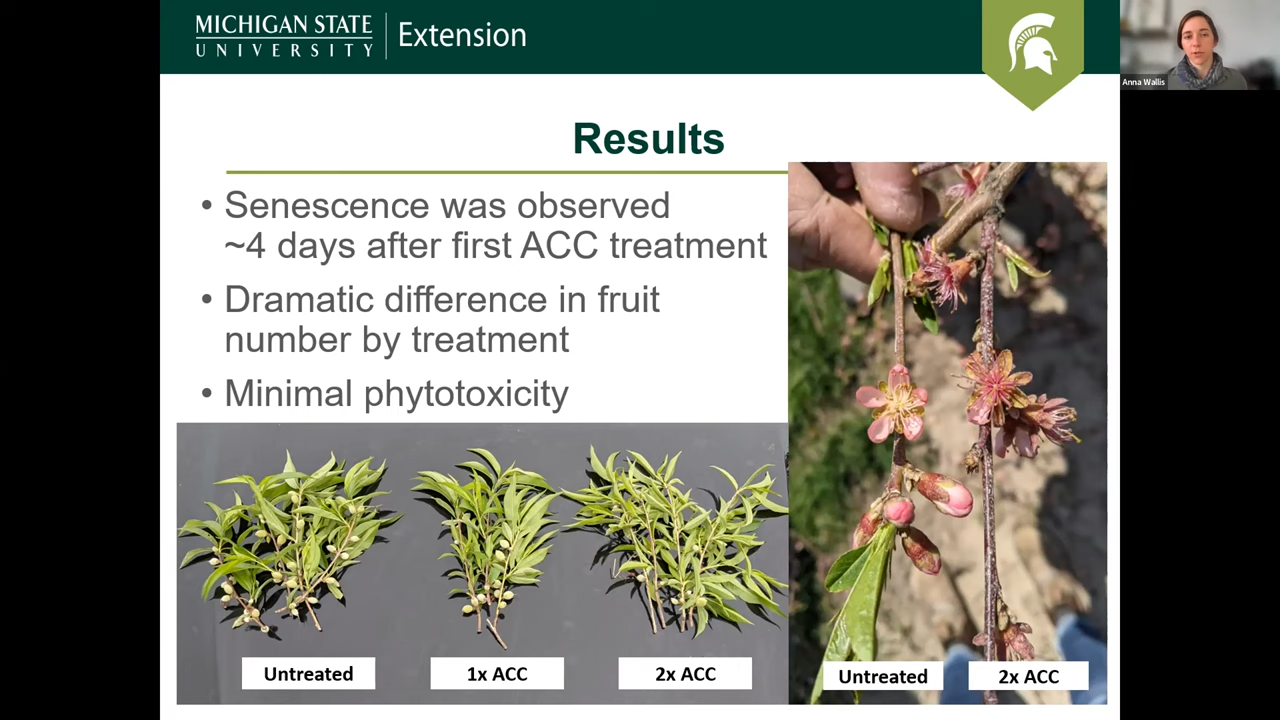 MICHIGAN STATE
UNIVERSITY
Extension
Anna Wallis
Results
• Senescence was observed
~4 days after first ACC treatment
• Dramatic difference in fruit
number by treatment
• Minimal phytotoxicity
Untreated
1x ACC
2x ACC
Untreated
2x ACC